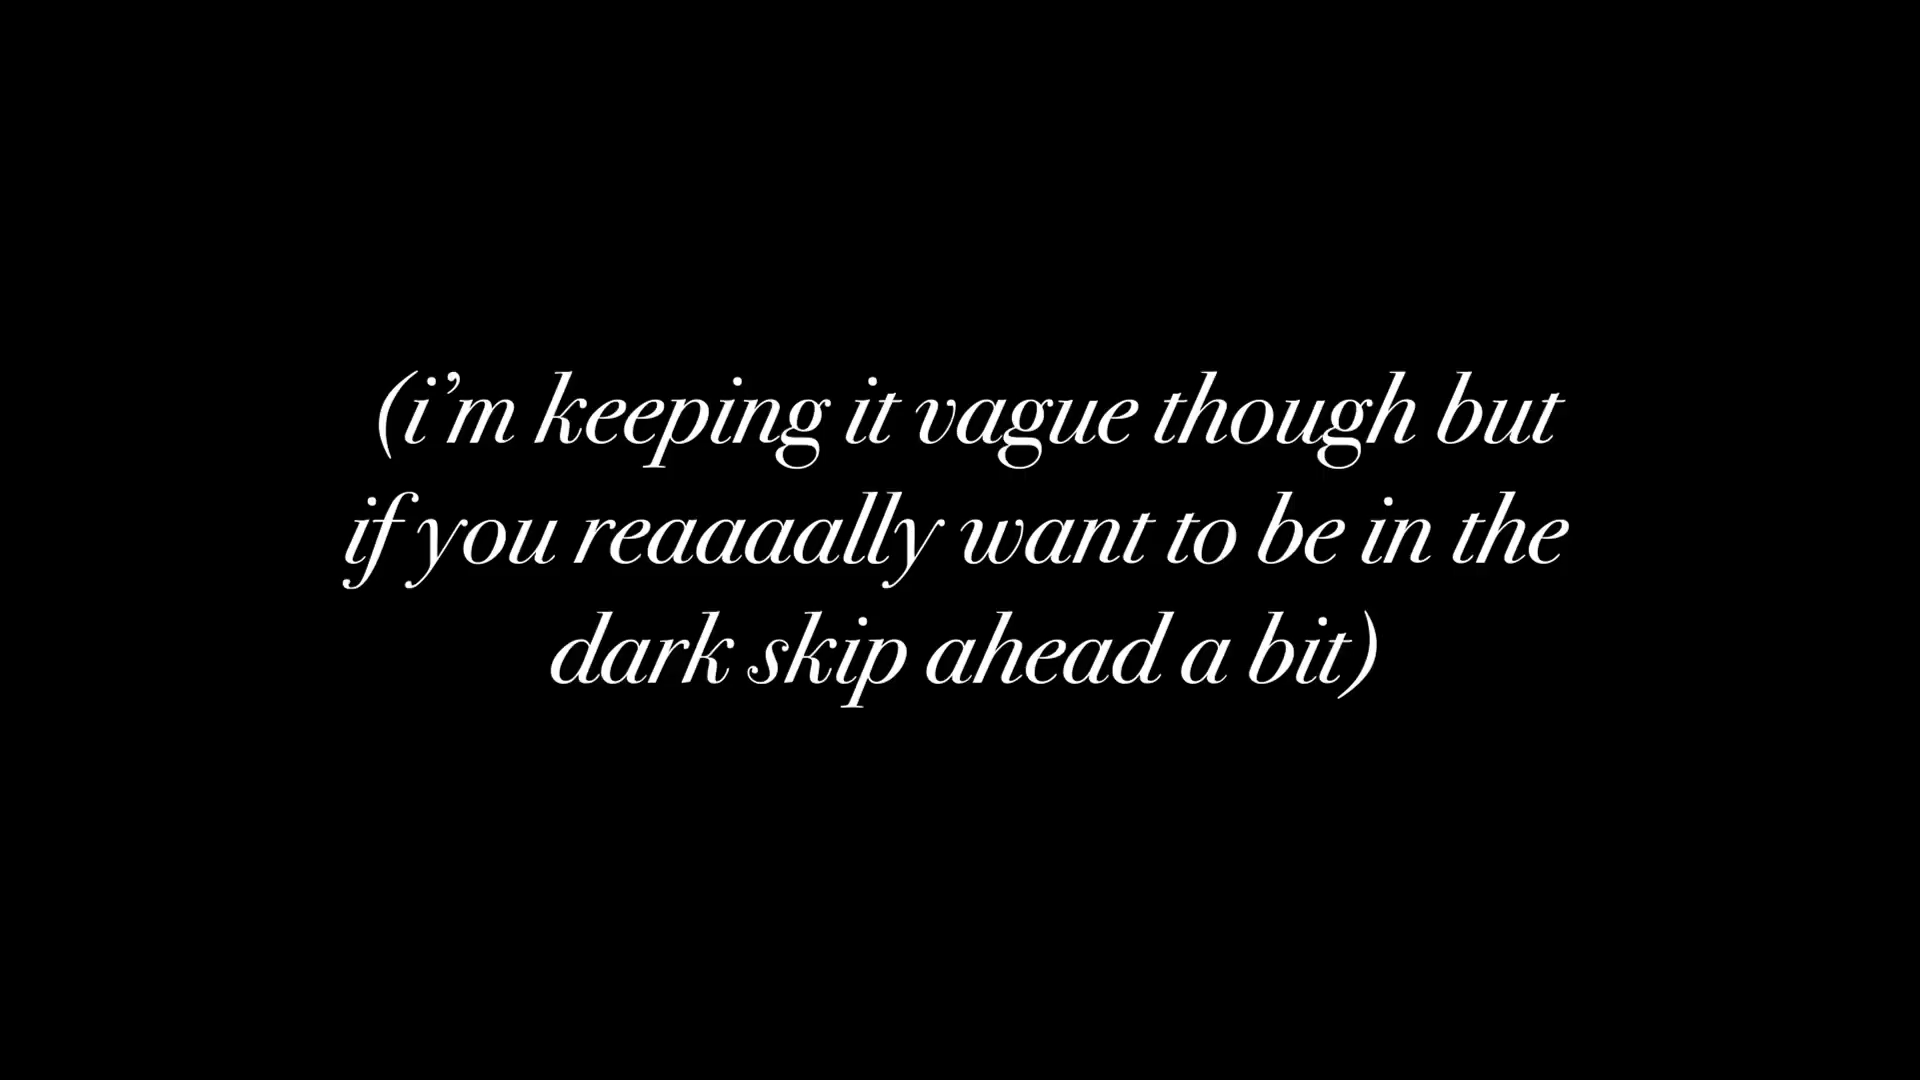 (i’m keeping it vague though but
if you reaaaally want to be in the
dark skip ahead a bit)